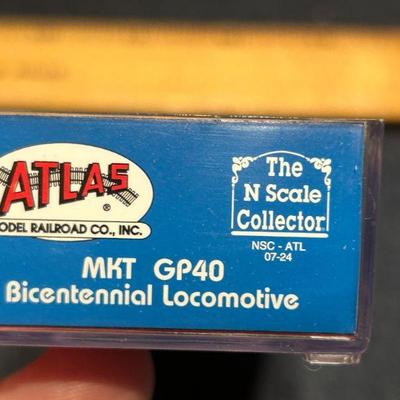 ATLAS
®
ODEL RAILROAD CO., INC.
The
N Scale
Collector
NSC - ATL
07-24
MKT GP40
Bicentennial Locomotive